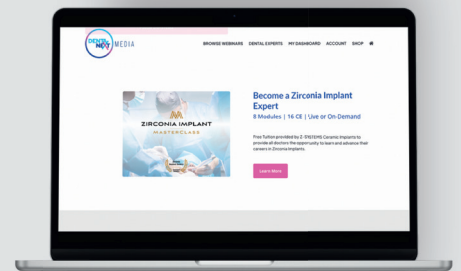 DENTAL
NEXT MEDIA
BROWSE WEBINARS DENTAL EXPERTS MY DASHBOARD ACCOUNT SHOP
Become a Zirconia Implant
Expert
8 Modules | 16 CE | Live or On-Demand
ZIRCONIA IMPLANT
MASTERCLASS
Free Tuition provided by Z-SYSTEMS Ceramic Implants to
provide all doctors the opportunity to learn and advance their
careers in Zirconia Implants.
Learn More